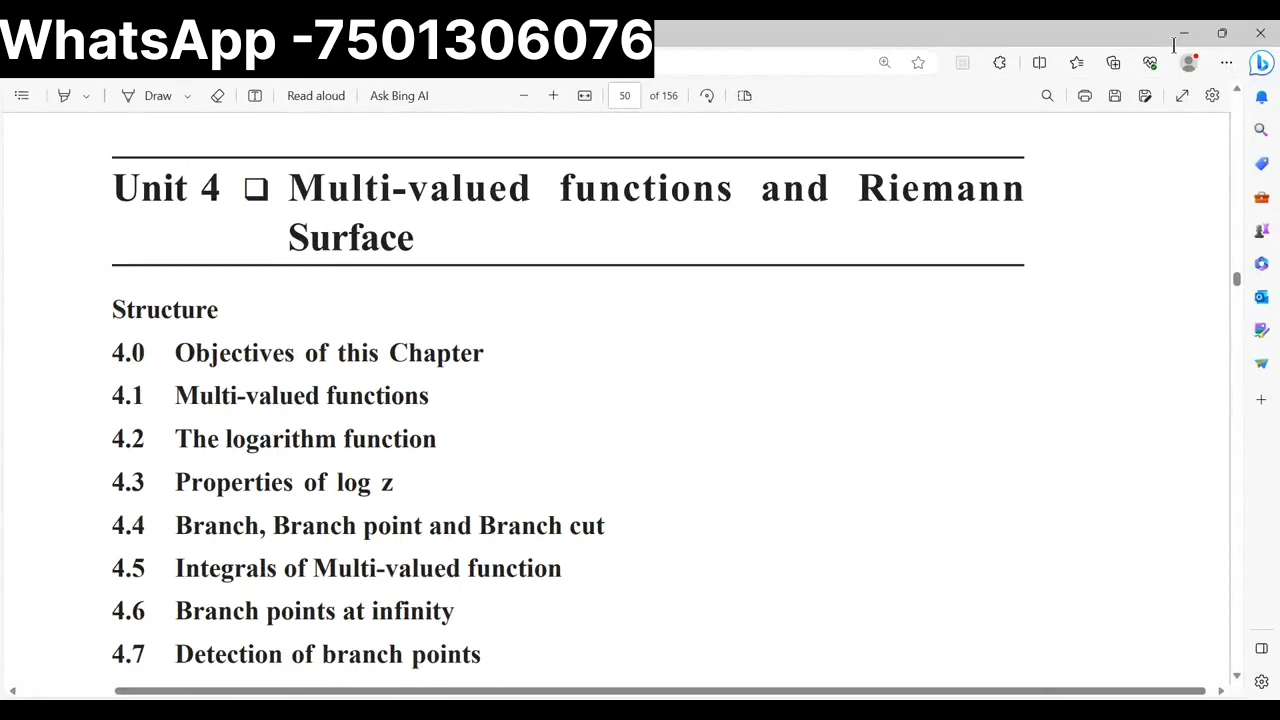 WhatsApp -7501306076
Draw
Read aloud
Ask Bing AI
50 of 156
Unit 4 ❑ Multi-valued functions and Riemann
Surface
Structure
4.0 Objectives of this Chapter
4.1 Multi-valued functions
4.2 The logarithm function
4.3 Properties of log z
4.4 Branch, Branch point and Branch cut
4.5 Integrals of Multi-valued function
4.6 Branch points at infinity
4.7 Detection of branch points